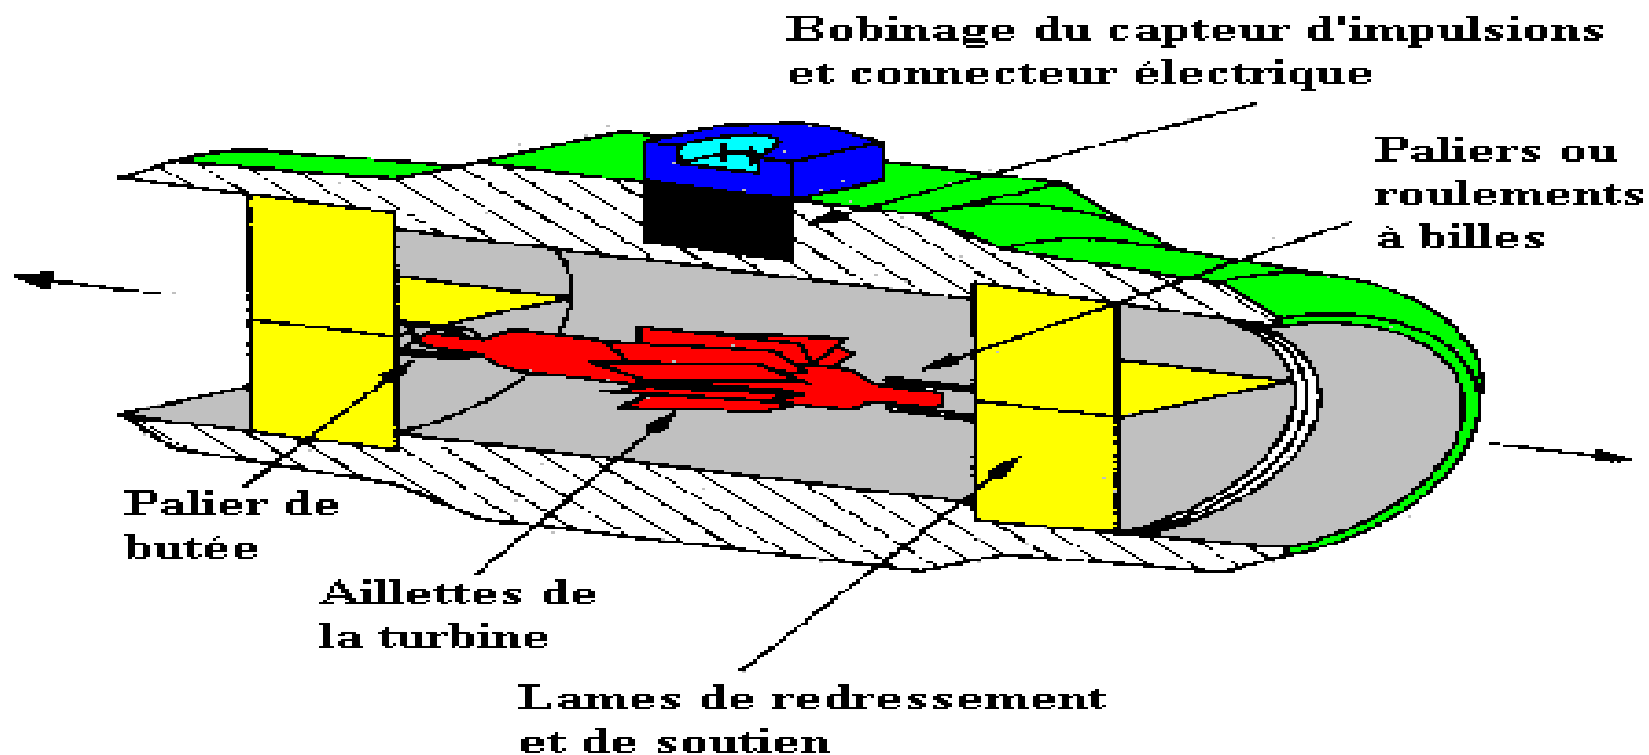 Bobinage du capteur d'impulsions
et connecteur électrique
Paliers ou
roulements
à billes
Palier de
butée
Aillettes de
la turbine
Lames de redressement
et de soutien